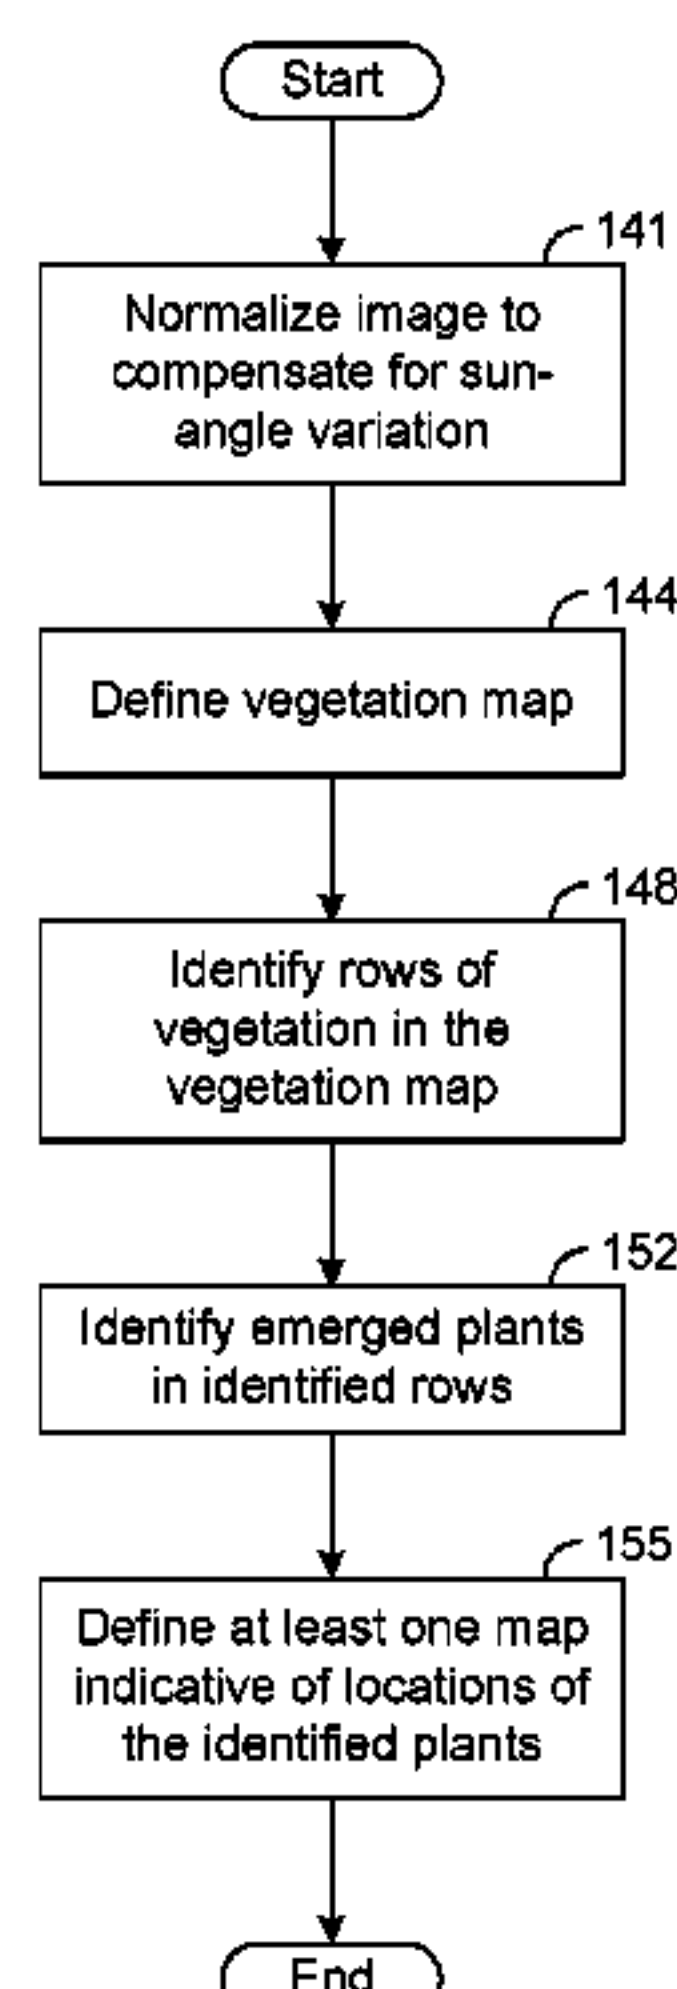 Start
141
Normalize image to
compensate for sun-
angle variation
144
Define vegetation map
148
Identify rows of
vegetation in the
vegetation map
152
Identify emerged plants
in identified rows
155
Define at least one map
indicative of locations of
the identified plants
End